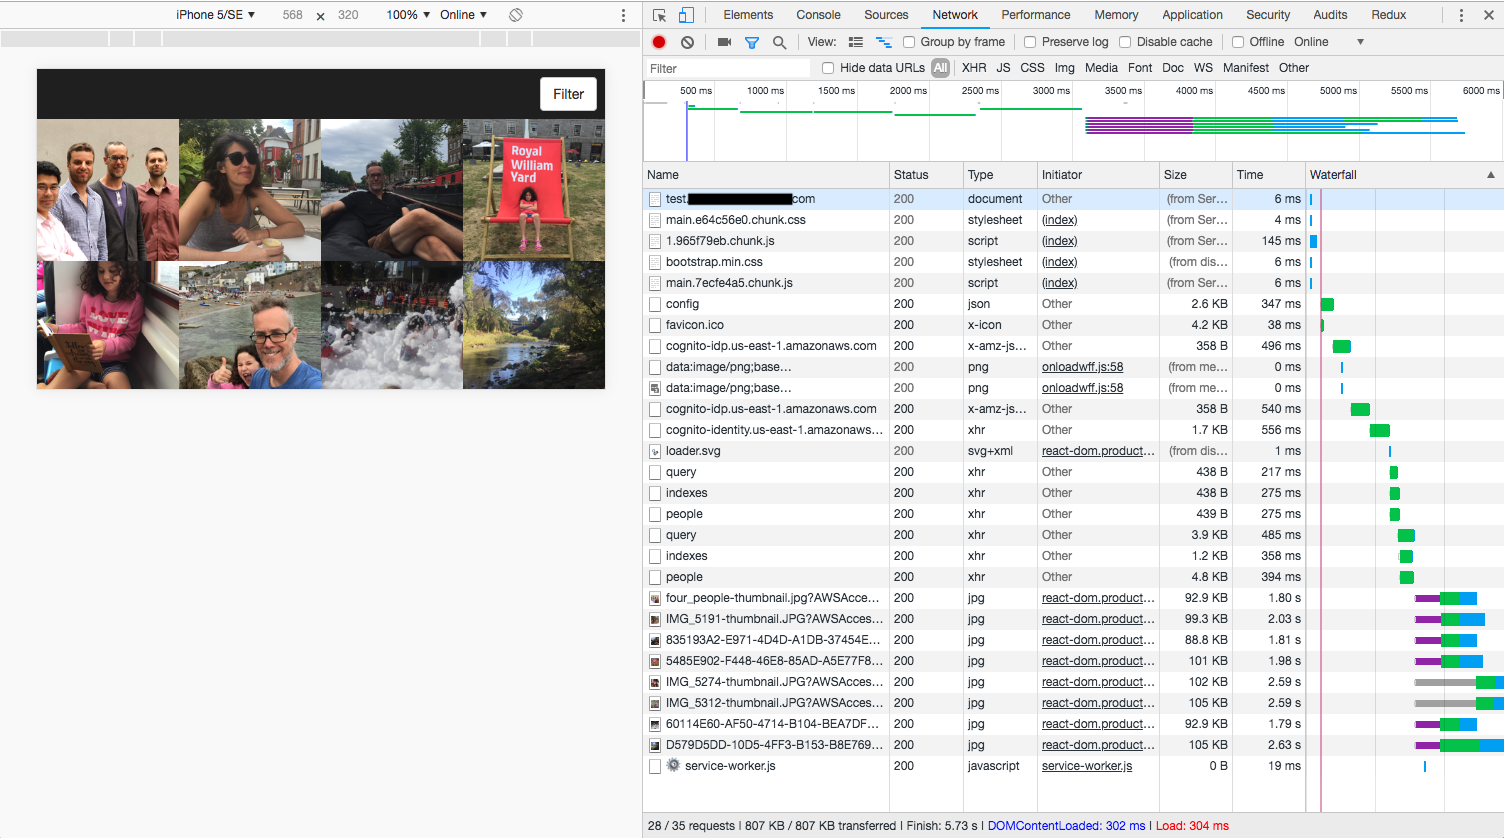 iPhone 5/SE ▼ 568 × 320 100% ▼ Online ▼
Filter
Royal
William
Yard
Elements Console Sources Network Performance Memory Application Security Audits Redux
View: Group by frame Preserve log Disable cache Offline Online ▼
Filter Hide data URLs All XHR JS CSS Img Media Font Doc WS Manifest Other
500 ms 1000 ms 1500 ms 2000 ms 2500 ms 3000 ms 3500 ms 4000 ms 4500 ms 5000 ms 5500 ms 6000 ms
Name Status Type Initiator Size Time Waterfall ▲
test. com 200 document Other (from Ser... 6 ms
main.e64c56e0.chunk.css 200 stylesheet (index) (from Ser... 4 ms
1.965f79eb.chunk.js 200 script (index) (from Ser... 145 ms
bootstrap.min.css 200 stylesheet (index) (from dis... 6 ms
main.7ecfe4a5.chunk.js 200 script (index) (from Ser... 6 ms
config 200 json Other 2.6 KB 347 ms
favicon.ico 200 x-icon Other 4.2 KB 38 ms
cognito-idp.us-east-1.amazonaws.com 200 x-amz-js... Other 358 B 496 ms
data:image/png;base... 200 png onloadwff.js:58 (from me... 0 ms
data:image/png;base... 200 png onloadwff.js:58 (from me... 0 ms
cognito-idp.us-east-1.amazonaws.com 200 x-amz-js... Other 358 B 540 ms
cognito-identity.us-east-1.amazonaws... 200 xhr Other 1.7 KB 556 ms
loader.svg 200 svg+xml react-dom.product... (from dis... 1 ms
query 200 xhr Other 438 B 217 ms
indexes 200 xhr Other 438 B 275 ms
people 200 xhr Other 439 B 275 ms
query 200 xhr Other 3.9 KB 485 ms
indexes 200 xhr Other 1.2 KB 358 ms
people 200 xhr Other 4.8 KB 394 ms
four_people-thumbnail.jpg?AWSAcce... 200 jpg react-dom.product... 92.9 KB 1.80 s
IMG_5191-thumbnail.JPG?AWSAcces... 200 jpg react-dom.product... 99.3 KB 2.03 s
835193A2-E971-4D4D-A1DB-37454E... 200 jpg react-dom.product... 88.8 KB 1.81 s
5485E902-F448-46E8-85AD-A5E77F8... 200 jpg react-dom.product... 101 KB 1.98 s
IMG_5274-thumbnail.JPG?AWSAcces... 200 jpg react-dom.product... 102 KB 2.59 s
IMG_5312-thumbnail.JPG?AWSAcces... 200 jpg react-dom.product... 105 KB 2.59 s
60114E60-AF50-4714-B104-BEA7DF... 200 jpg react-dom.product... 92.9 KB 1.79 s
D579D5DD-10D5-4FF3-B153-B8E769... 200 jpg react-dom.product... 105 KB 2.63 s
service-worker.js 200 javascript service-worker.js 0 B 19 ms
28 / 35 requests | 807 KB / 807 KB transferred | Finish: 5.73 s | DOMContentLoaded: 302 ms | Load: 304 ms